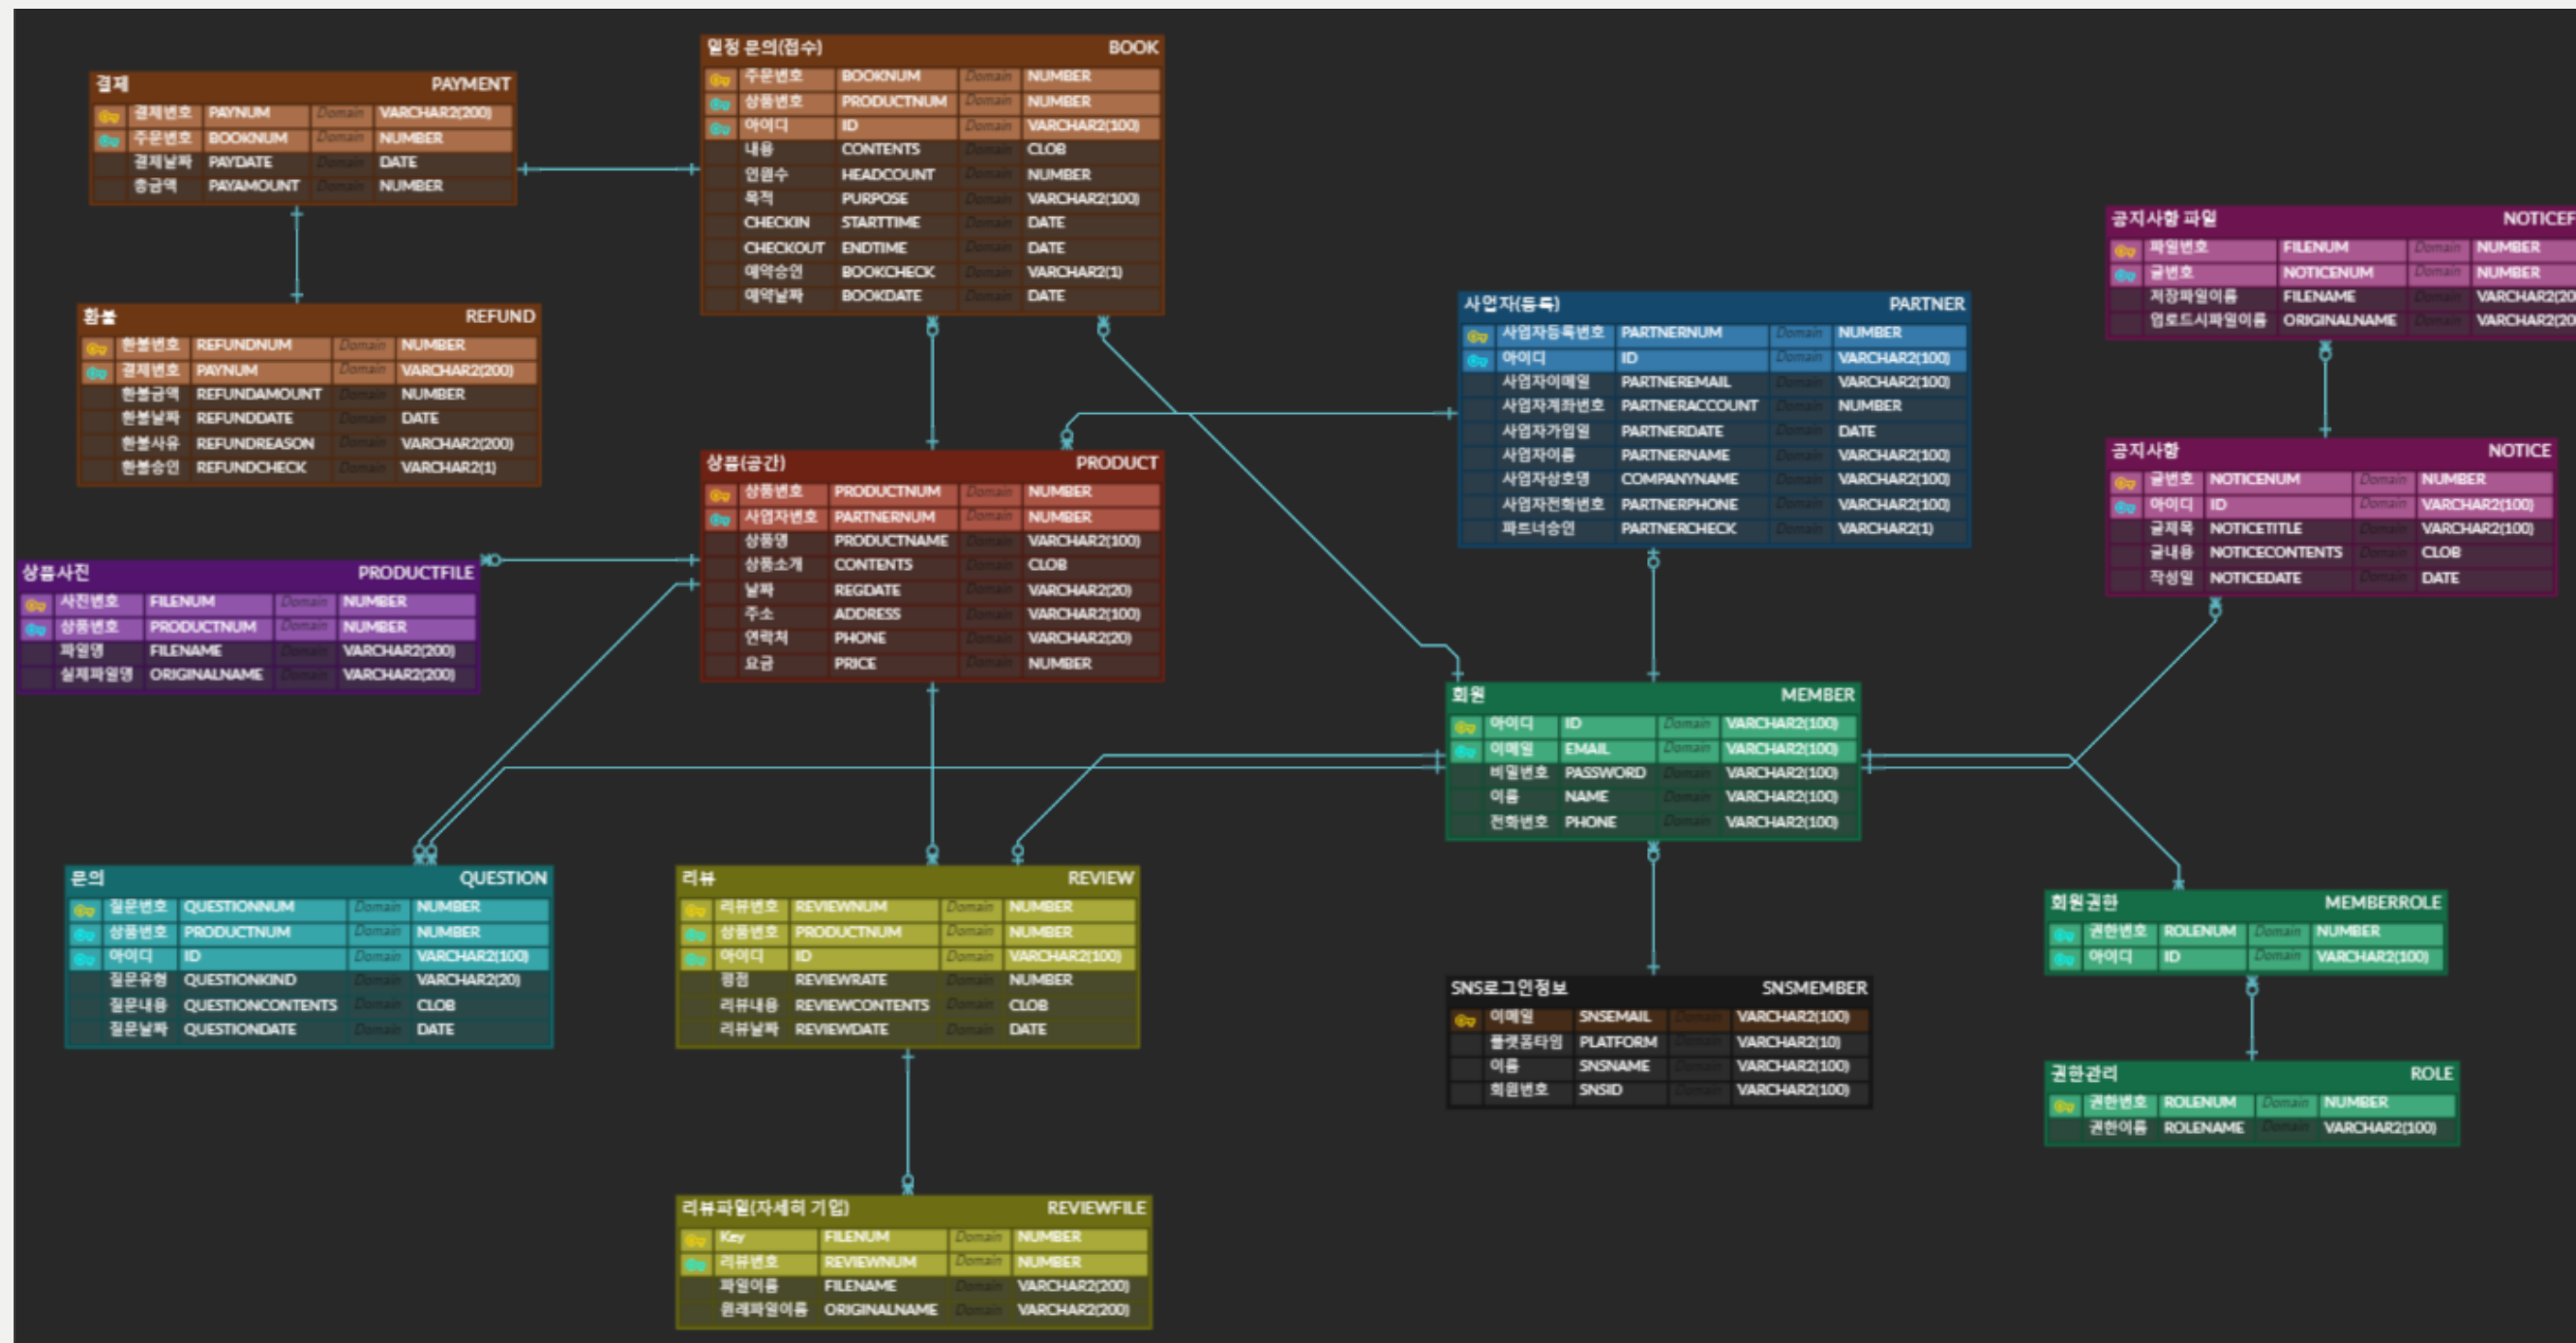 결제 PAYMENT
결제번호 PAYNUM Domain VARCHAR2(200)
주문번호 BOOKNUM Domain NUMBER
결제날짜 PAYDATE Domain DATE
총금액 PAYAMOUNT Domain NUMBER
일정 문의(접수) BOOK
주문번호 BOOKNUM Domain NUMBER
상품번호 PRODUCTNUM Domain NUMBER
아이디 ID Domain VARCHAR2(100)
내용 CONTENTS Domain CLOB
인원수 HEADCOUNT Domain NUMBER
목적 PURPOSE Domain VARCHAR2(100)
CHECKIN STARTTIME Domain DATE
CHECKOUT ENDTIME Domain DATE
예약승인 BOOKCHECK Domain VARCHAR2(1)
예약날짜 BOOKDATE Domain DATE
환불 REFUND
환불번호 REFUNDNUM Domain NUMBER
결제번호 PAYNUM Domain VARCHAR2(200)
환불금액 REFUNDAMOUNT Domain NUMBER
환불날짜 REFUNDDATE Domain DATE
환불사유 REFUNDREASON Domain VARCHAR2(200)
환불승인 REFUNDCHECK Domain VARCHAR2(1)
사업자(등록) PARTNER
사업자등록번호 PARTNERNUM Domain NUMBER
아이디 ID Domain VARCHAR2(100)
사업자이메일 PARTNEREMAIL Domain VARCHAR2(100)
사업자계좌번호 PARTNERACCOUNT Domain NUMBER
사업자가입일 PARTNERDATE Domain DATE
사업자이름 PARTNERNAME Domain VARCHAR2(100)
사업자상호명 COMPANYNAME Domain VARCHAR2(100)
사업자전화번호 PARTNERPHONE Domain VARCHAR2(100)
파트너승인 PARTNERCHECK Domain VARCHAR2(1)
공지사항 파일 NOTICEF
파일번호 FILENUM Domain NUMBER
글번호 NOTICENUM Domain NUMBER
저장파일이름 FILENAME Domain VARCHAR2(20
업로드시파일이름 ORIGINALNAME Domain VARCHAR2(20
공지사항 NOTICE
글번호 NOTICENUM Domain NUMBER
아이디 ID Domain VARCHAR2(100)
글제목 NOTICETITLE Domain VARCHAR2(100)
글내용 NOTICECONTENTS Domain CLOB
작성일 NOTICEDATE Domain DATE
상품(공간) PRODUCT
상품번호 PRODUCTNUM Domain NUMBER
사업자번호 PARTNERNUM Domain NUMBER
상품명 PRODUCTNAME Domain VARCHAR2(100)
상품소개 CONTENTS Domain CLOB
날짜 REGDATE Domain VARCHAR2(20)
주소 ADDRESS Domain VARCHAR2(100)
연락처 PHONE Domain VARCHAR2(20)
요금 PRICE Domain NUMBER
상품사진 PRODUCTFILE
사진번호 FILENUM Domain NUMBER
상품번호 PRODUCTNUM Domain NUMBER
파일명 FILENAME Domain VARCHAR2(200)
실제파일명 ORIGINALNAME Domain VARCHAR2(200)
회원 MEMBER
아이디 ID Domain VARCHAR2(100)
이메일 EMAIL Domain VARCHAR2(100)
비밀번호 PASSWORD Domain VARCHAR2(100)
이름 NAME Domain VARCHAR2(100)
전화번호 PHONE Domain VARCHAR2(100)
문의 QUESTION
질문번호 QUESTIONNUM Domain NUMBER
상품번호 PRODUCTNUM Domain NUMBER
아이디 ID Domain VARCHAR2(100)
질문유형 QUESTIONKIND Domain VARCHAR2(20)
질문내용 QUESTIONCONTENTS Domain CLOB
질문날짜 QUESTIONDATE Domain DATE
리뷰 REVIEW
리뷰번호 REVIEWNUM Domain NUMBER
상품번호 PRODUCTNUM Domain NUMBER
아이디 ID Domain VARCHAR2(100)
평점 REVIEWRATE Domain NUMBER
리뷰내용 REVIEWCONTENTS Domain CLOB
리뷰날짜 REVIEWDATE Domain DATE
회원권한 MEMBERROLE
권한번호 ROLENUM Domain NUMBER
아이디 ID Domain VARCHAR2(100)
SNS로그인정보 SNSMEMBER
이메일 SNSEMAIL Domain VARCHAR2(100)
플랫폼타입 PLATFORM Domain VARCHAR2(10)
이름 SNSNAME Domain VARCHAR2(100)
회원번호 SNSID Domain VARCHAR2(100)
권한관리 ROLE
권한번호 ROLENUM Domain NUMBER
권한이름 ROLENAME Domain VARCHAR2(100)
리뷰파일(자세히 기입) REVIEWFILE
Key FILENUM Domain NUMBER
리뷰번호 REVIEWNUM Domain NUMBER
파일이름 FILENAME Domain VARCHAR2(200)
원래파일이름 ORIGINALNAME Domain VARCHAR2(200)